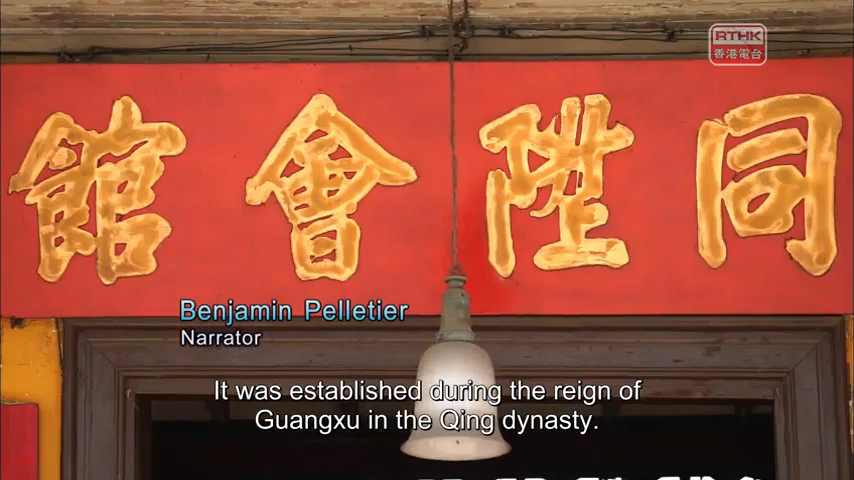 RTHK
香港電台
同陞會館
Benjamin Pelletier
Narrator
It was established during the reign of
Guangxu in the Qing dynasty.